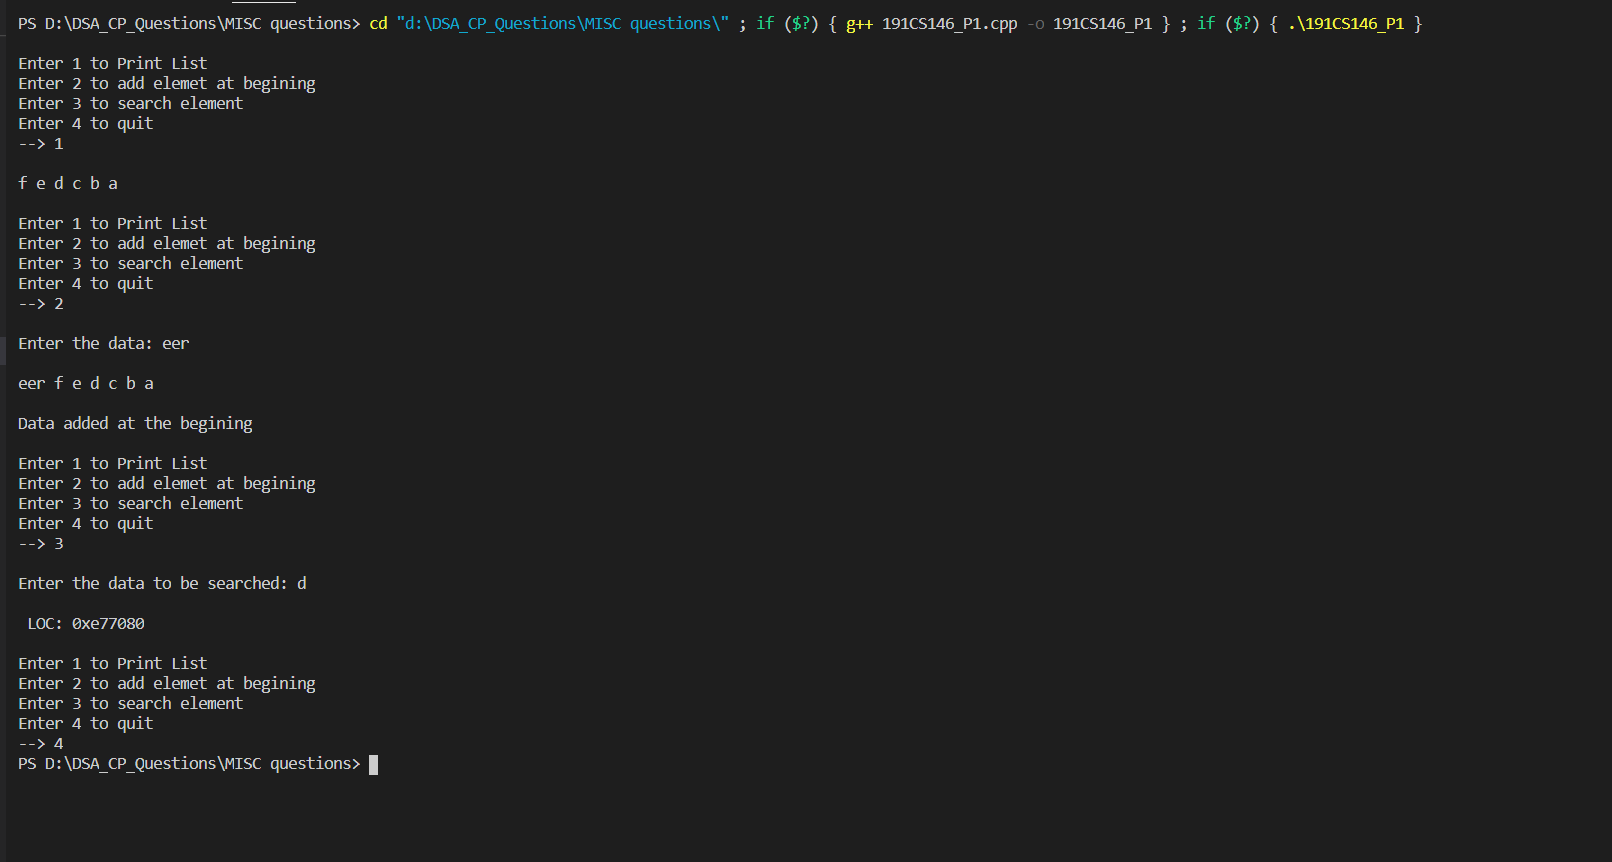 PS D:\DSA_CP_Questions\MISC questions> cd "d:\DSA_CP_Questions\MISC questions\" ; if ($?) { g++ 191CS146_P1.cpp -o 191CS146_P1 } ; if ($?) { .\191CS146_P1 }
Enter 1 to Print List
Enter 2 to add elemet at begining
Enter 3 to search element
Enter 4 to quit
--> 1
f e d c b a
Enter 1 to Print List
Enter 2 to add elemet at begining
Enter 3 to search element
Enter 4 to quit
--> 2
Enter the data: eer
eer f e d c b a
Data added at the begining
Enter 1 to Print List
Enter 2 to add elemet at begining
Enter 3 to search element
Enter 4 to quit
--> 3
Enter the data to be searched: d
LOC: 0xe77080
Enter 1 to Print List
Enter 2 to add elemet at begining
Enter 3 to search element
Enter 4 to quit
--> 4
PS D:\DSA_CP_Questions\MISC questions>